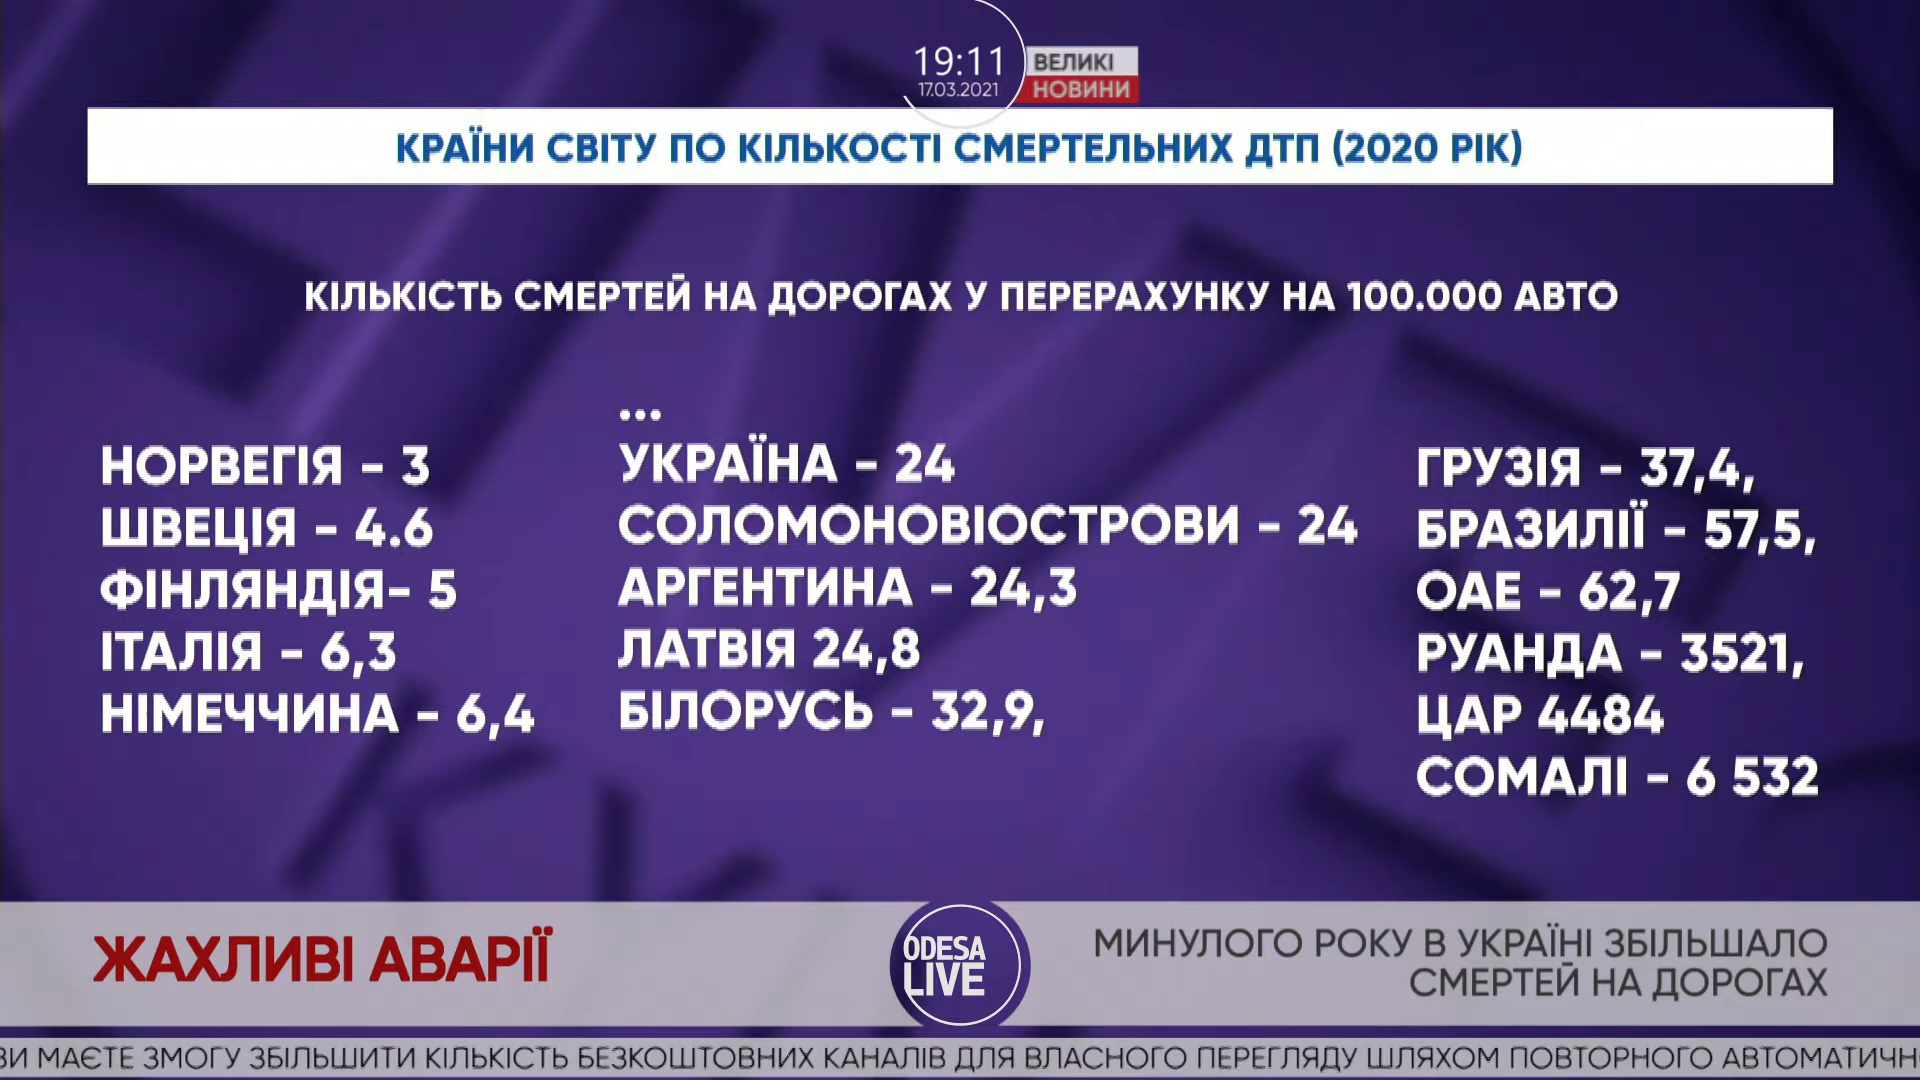 19:11
17.03.2021
ВЕЛИКІ
НОВИНИ
КРАЇНИ СВІТУ ПО КІЛЬКОСТІ СМЕРТЕЛЬНИХ ДТП (2020 РІК)
КІЛЬКІСТЬ СМЕРТЕЙ НА ДОРОГАХ У ПЕРЕРАХУНКУ НА 100.000 АВТО
НОРВЕГІЯ – 3
ШВЕЦІЯ – 4.6
ФІНЛЯНДІЯ– 5
ІТАЛІЯ – 6,3
НІМЕЧЧИНА – 6,4
...
УКРАЇНА – 24
СОЛОМОНОВІОСТРОВИ – 24
АРГЕНТИНА – 24,3
ЛАТВІЯ 24,8
БІЛОРУСЬ – 32,9,
ГРУЗІЯ – 37,4,
БРАЗИЛІЇ – 57,5,
ОАЕ – 62,7
РУАНДА – 3521,
ЦАР 4484
СОМАЛІ – 6 532
ЖАХЛИВІ АВАРІЇ
ODESA
LIVE
МИНУЛОГО РОКУ В УКРАЇНІ ЗБІЛЬШАЛО
СМЕРТЕЙ НА ДОРОГАХ
ВИ МАЄТЕ ЗМОГУ ЗБІЛЬШИТИ КІЛЬКІСТЬ БЕЗКОШТОВНИХ КАНАЛІВ ДЛЯ ВЛАСНОГО ПЕРЕГЛЯДУ ШЛЯХОМ ПОВТОРНОГО АВТОМАТИЧН